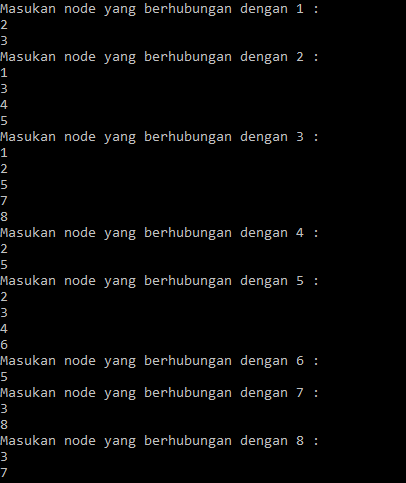 Masukan node yang berhubungan dengan 1 :
2
3
Masukan node yang berhubungan dengan 2 :
1
3
4
5
Masukan node yang berhubungan dengan 3 :
1
2
5
7
8
Masukan node yang berhubungan dengan 4 :
2
5
Masukan node yang berhubungan dengan 5 :
2
3
4
6
Masukan node yang berhubungan dengan 6 :
5
Masukan node yang berhubungan dengan 7 :
3
8
Masukan node yang berhubungan dengan 8 :
3
7